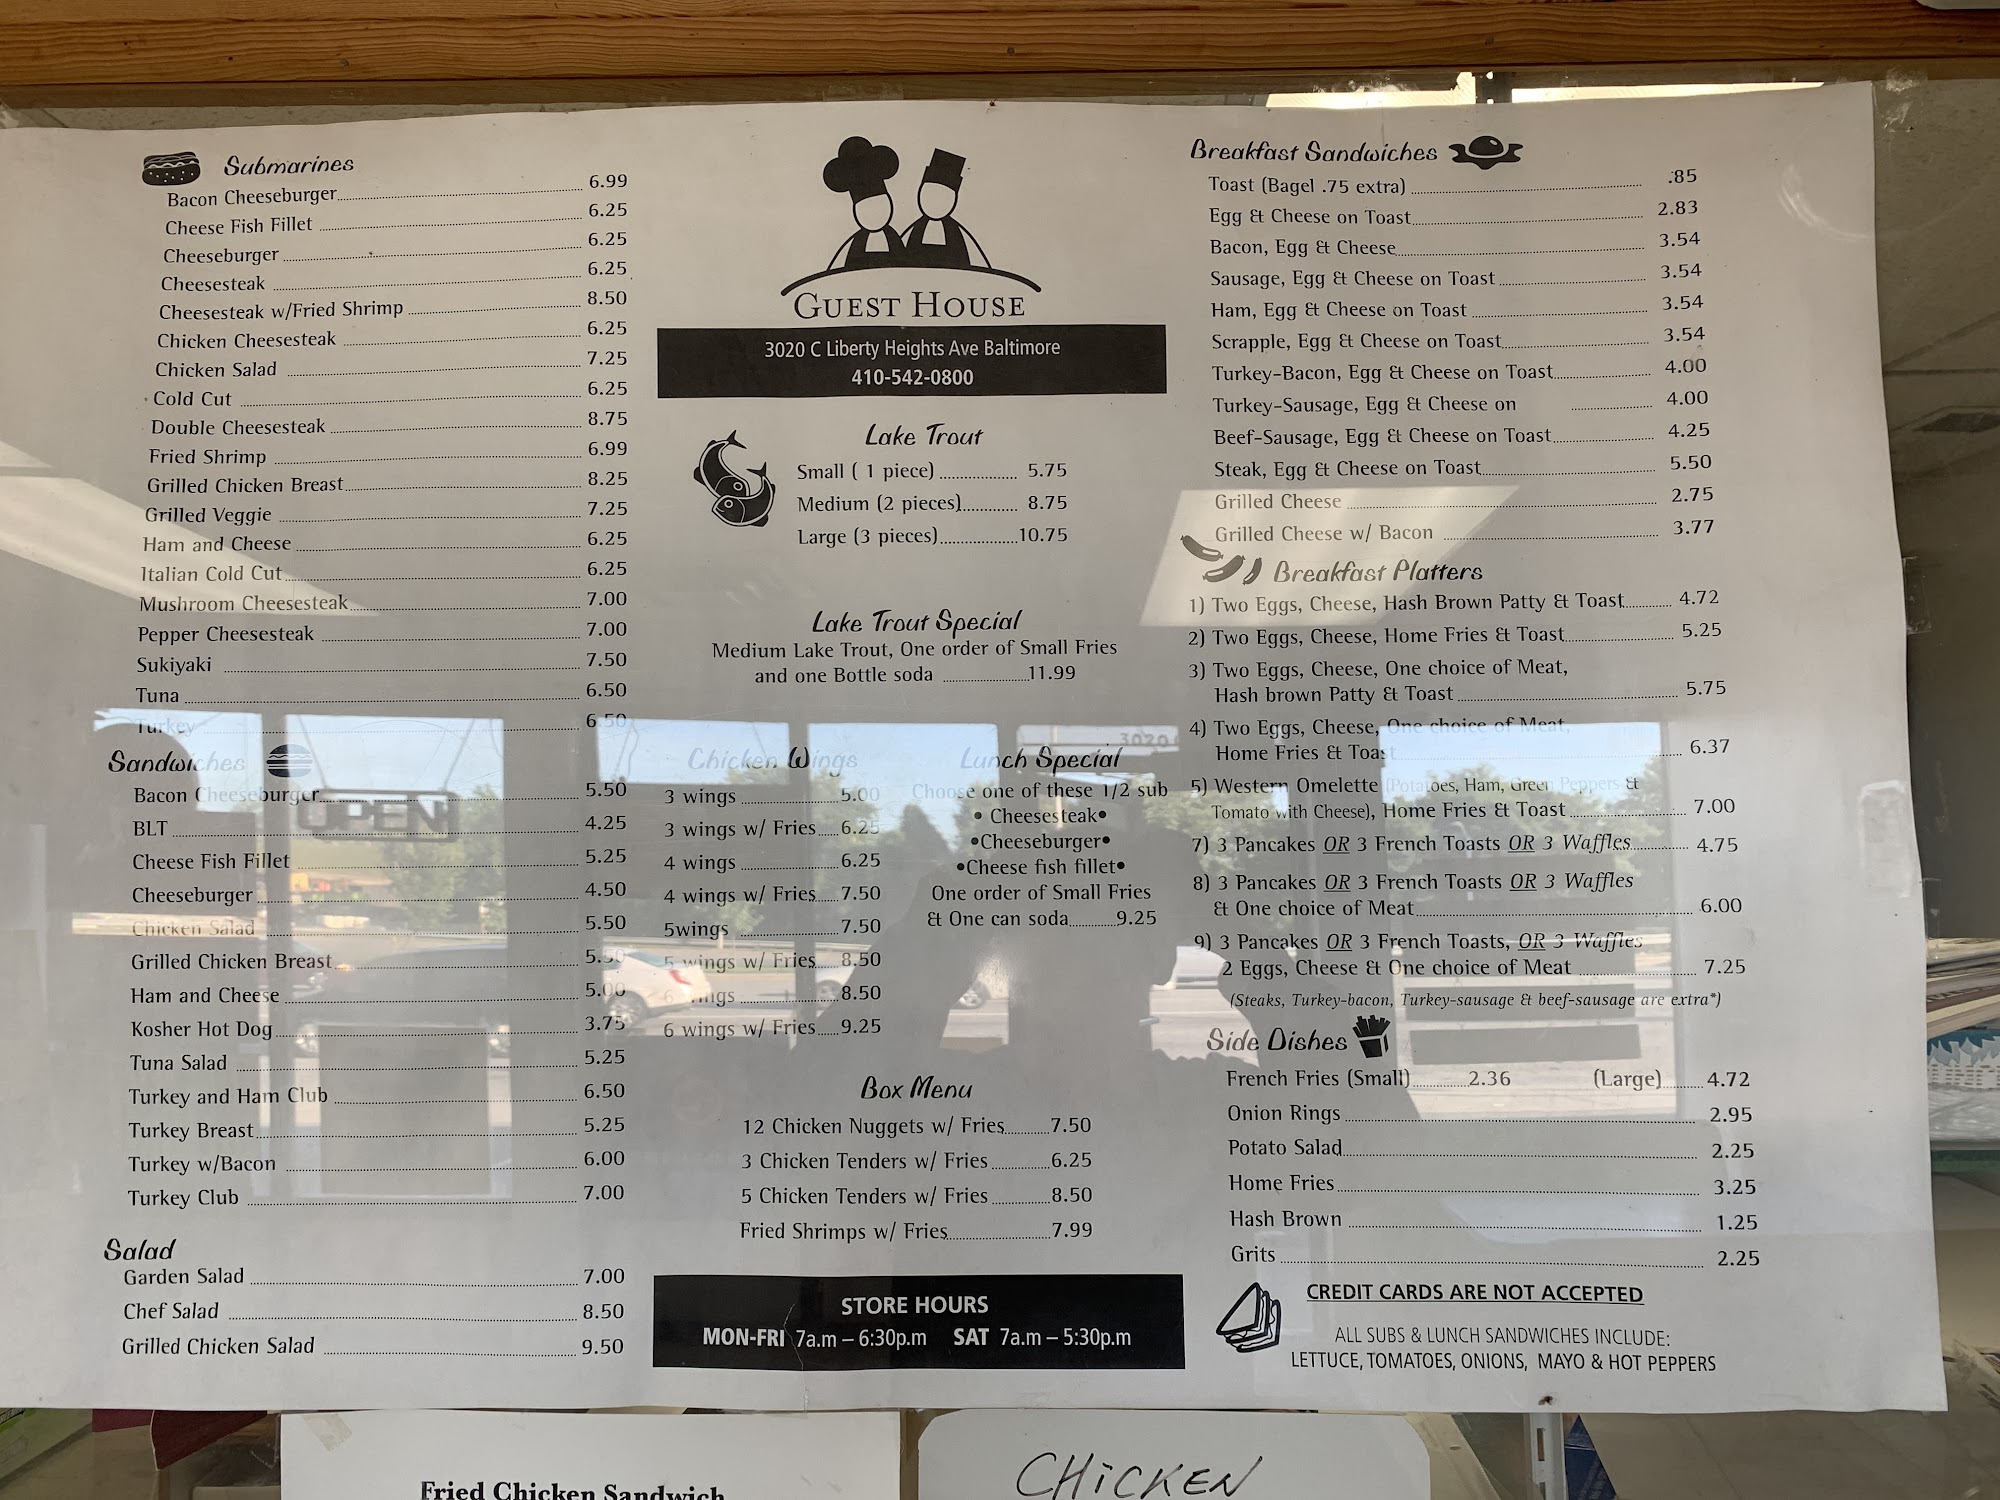 Submarines
Bacon Cheeseburger 6.99
Cheese Fish Fillet 6.25
Cheeseburger 6.25
Cheesesteak 6.25
Cheesesteak w/Fried Shrimp 8.50
Chicken Cheesesteak 6.25
Chicken Salad 7.25
Cold Cut 6.25
Double Cheesesteak 8.75
Fried Shrimp 6.99
Grilled Chicken Breast 8.25
Grilled Veggie 7.25
Ham and Cheese 6.25
Italian Cold Cut 6.25
Mushroom Cheesesteak 7.00
Pepper Cheesesteak 7.00
Sukiyaki 7.50
Tuna 6.50
Turkey 6.50
Sandwiches
Bacon Cheeseburger 5.50
BLT 4.25
Cheese Fish Fillet 5.25
Cheeseburger 4.50
Chicken Salad 5.50
Grilled Chicken Breast 5.50
Ham and Cheese 5.00
Kosher Hot Dog 3.75
Tuna Salad 5.25
Turkey and Ham Club 6.50
Turkey Breast 5.25
Turkey w/Bacon 6.00
Turkey Club 7.00
Salad
Garden Salad 7.00
Chef Salad 8.50
Grilled Chicken Salad 9.50
GUEST HOUSE
3020 C Liberty Heights Ave Baltimore
410-542-0800
Lake Trout
Small ( 1 piece) 5.75
Medium (2 pieces) 8.75
Large (3 pieces) 10.75
Lake Trout Special
Medium Lake Trout, One order of Small Fries
and one Bottle soda 11.99
Chicken Wings
3 wings 5.00
3 wings w/ Fries 6.25
4 wings 6.25
4 wings w/ Fries 7.50
5wings 7.50
5 wings w/ Fries 8.50
6 wings 8.50
6 wings w/ Fries 9.25
Lunch Special
Choose one of these 1/2 sub
• Cheesesteak•
•Cheeseburger•
•Cheese fish fillet•
One order of Small Fries
& One can soda 9.25
Box Menu
12 Chicken Nuggets w/ Fries 7.50
3 Chicken Tenders w/ Fries 6.25
5 Chicken Tenders w/ Fries 8.50
Fried Shrimps w/ Fries 7.99
STORE HOURS
MON-FRI 7a.m – 6:30p.m SAT 7a.m – 5:30p.m
Breakfast Sandwiches
Toast (Bagel .75 extra) .85
Egg & Cheese on Toast 2.83
Bacon, Egg & Cheese 3.54
Sausage, Egg & Cheese on Toast 3.54
Ham, Egg & Cheese on Toast 3.54
Scrapple, Egg & Cheese on Toast 3.54
Turkey-Bacon, Egg & Cheese on Toast 4.00
Turkey-Sausage, Egg & Cheese on 4.00
Beef-Sausage, Egg & Cheese on Toast 4.25
Steak, Egg & Cheese on Toast 5.50
Grilled Cheese 2.75
Grilled Cheese w/ Bacon 3.77
Breakfast Platters
1) Two Eggs, Cheese, Hash Brown Patty & Toast 4.72
2) Two Eggs, Cheese, Home Fries & Toast 5.25
3) Two Eggs, Cheese, One choice of Meat,
Hash brown Patty & Toast 5.75
4) Two Eggs, Cheese, One choice of Meat,
Home Fries & Toast 6.37
5) Western Omelette (Potatoes, Ham, Green Peppers &
Tomato with Cheese), Home Fries & Toast 7.00
7) 3 Pancakes OR 3 French Toasts OR 3 Waffles 4.75
8) 3 Pancakes OR 3 French Toasts OR 3 Waffles
& One choice of Meat 6.00
9) 3 Pancakes OR 3 French Toasts, OR 3 Waffles
2 Eggs, Cheese & One choice of Meat 7.25
(Steaks, Turkey-bacon, Turkey-sausage & beef-sausage are extra*)
Side Dishes
French Fries (Small) 2.36 (Large) 4.72
Onion Rings 2.95
Potato Salad 2.25
Home Fries 3.25
Hash Brown 1.25
Grits 2.25
CREDIT CARDS ARE NOT ACCEPTED
ALL SUBS & LUNCH SANDWICHES INCLUDE:
LETTUCE, TOMATOES, ONIONS, MAYO & HOT PEPPERS
OPEN
3020
Fried Chicken Sandwich
CHICKEN